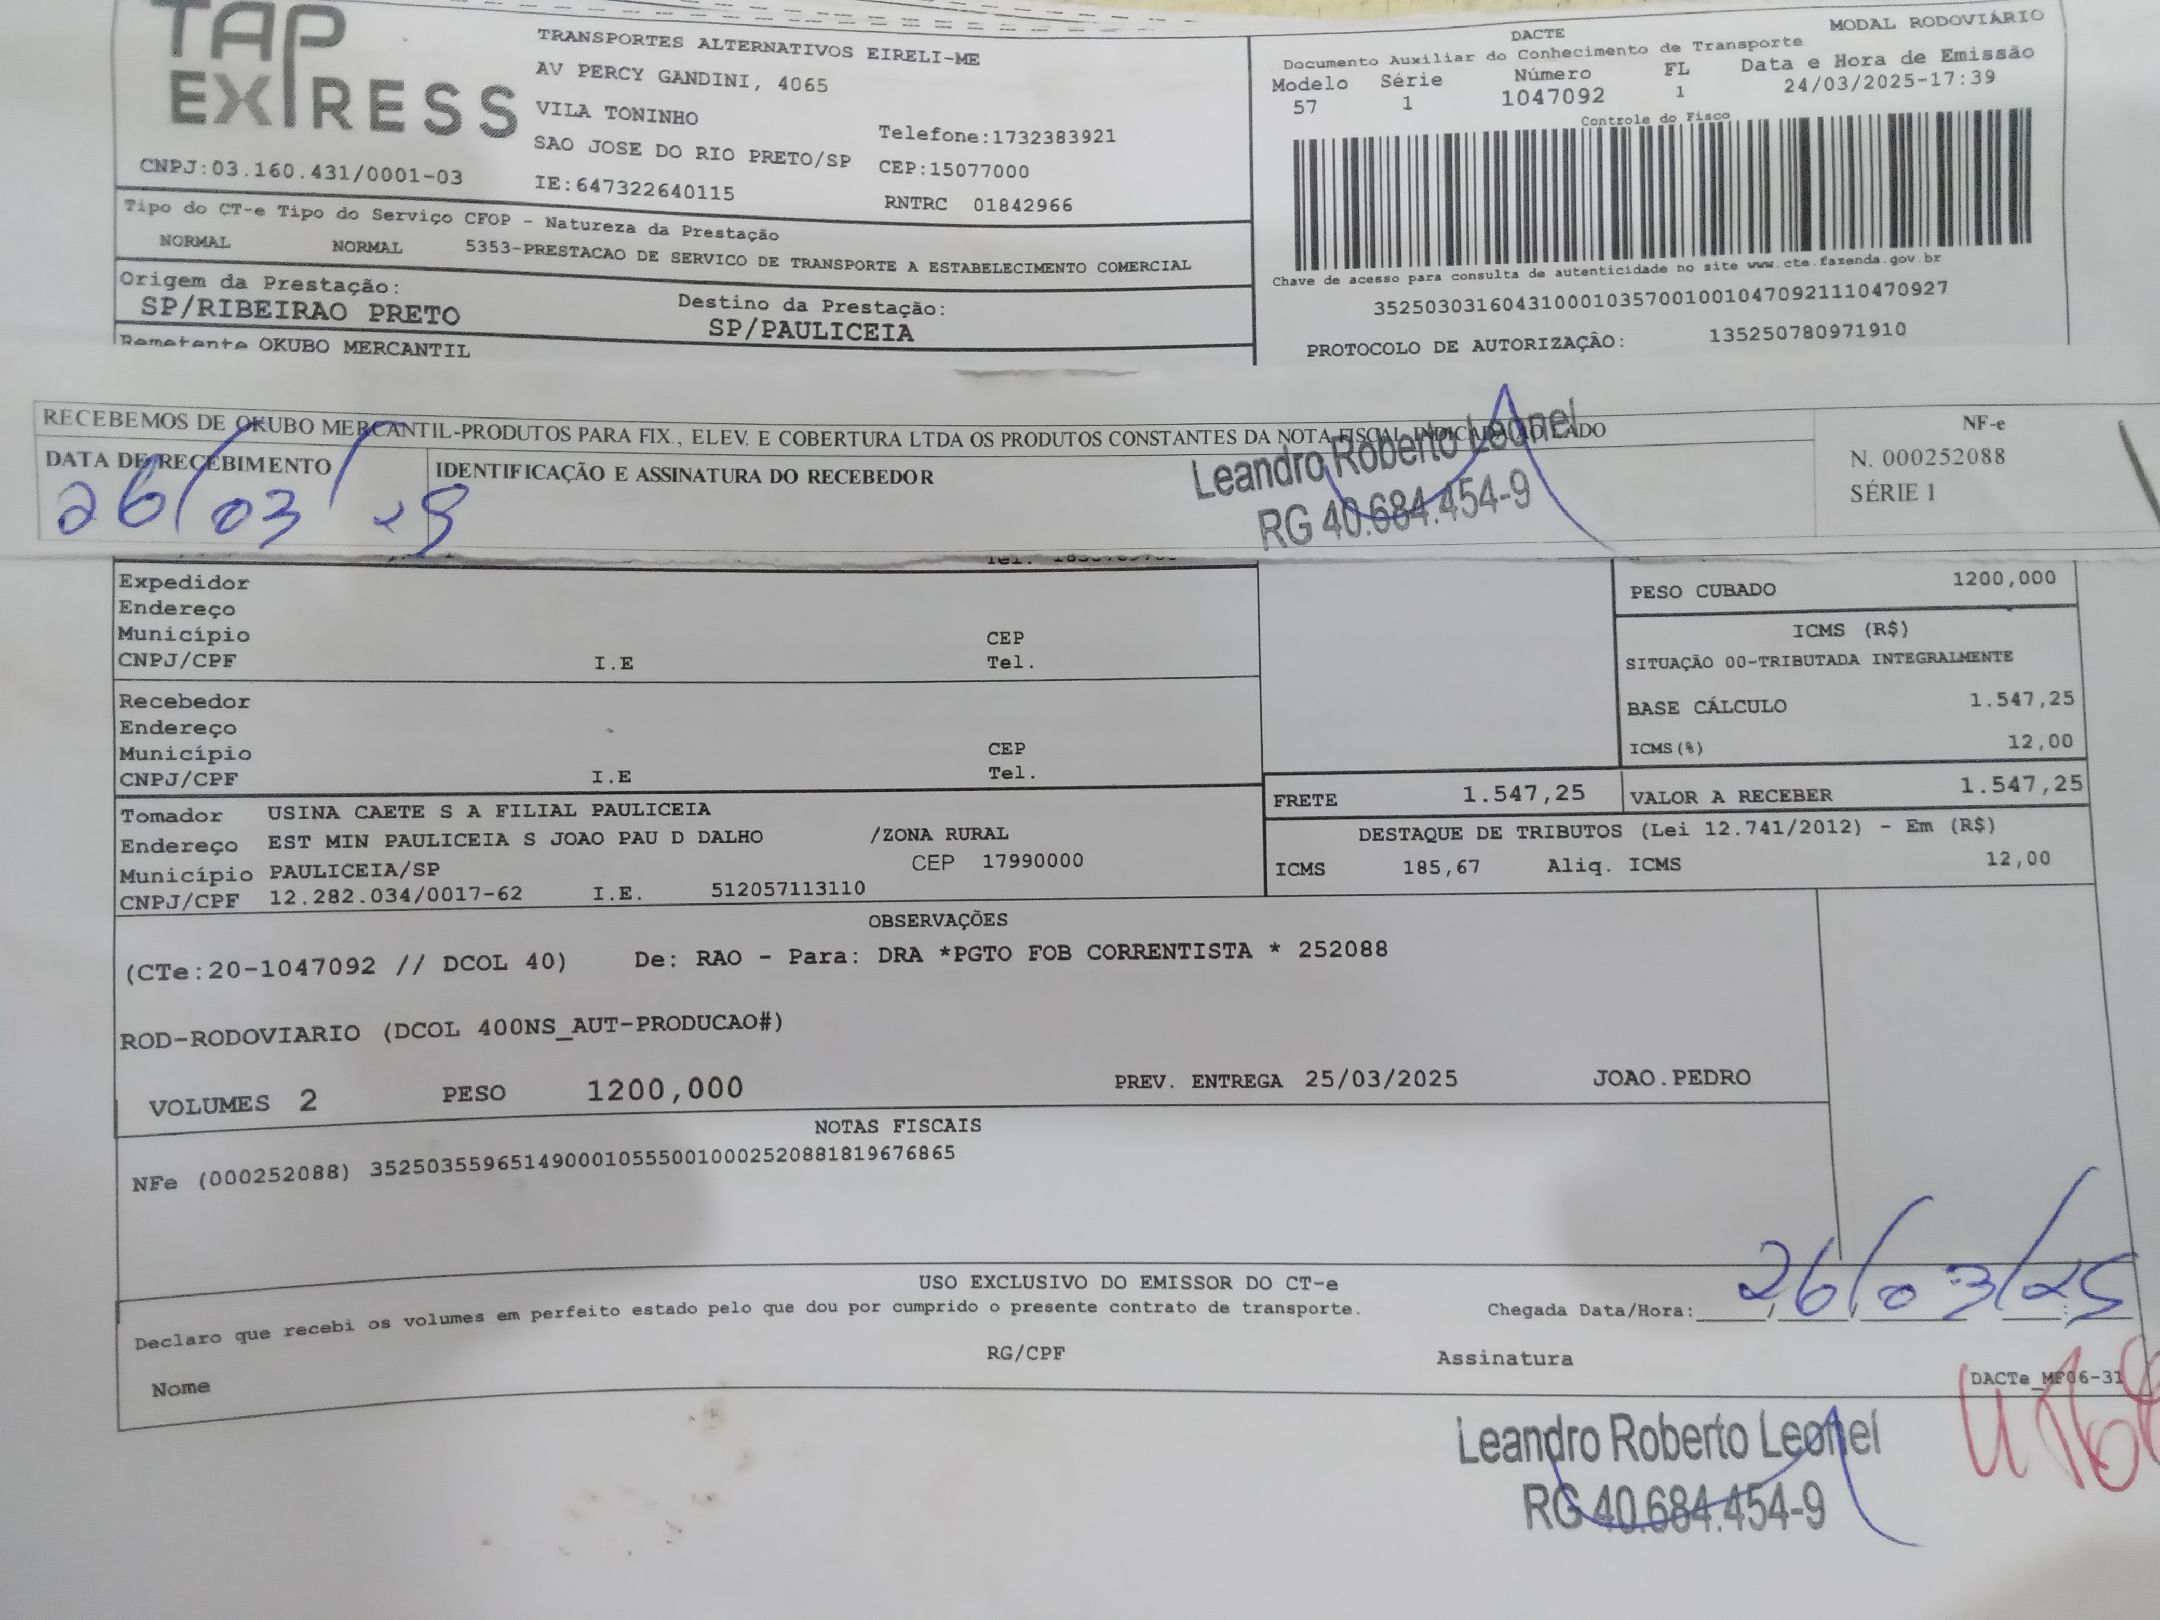 TAP EXPRESS
TRANSPORTES ALTERNATIVOS EIRELI-ME
AV PERCY GANDINI, 4065
VILA TONINHO
SAO JOSE DO RIO PRETO/SP
Telefone:1732383921
CEP:15077000
CNPJ:03.160.431/0001-03
IE:647322640115
RNTRC 01842966
DACTE
MODAL RODOVIÁRIO
Documento Auxiliar do Conhecimento de Transporte
Modelo Série Número FL Data e Hora de Emissão
57 1 1047092 1 24/03/2025-17:39
Controle do Fisco
Chave de acesso para consulta de autenticidade no site www.cte.fazenda.gov.br
35250303160431000103570010010470921110470927
PROTOCOLO DE AUTORIZAÇÃO: 135250780971910
Tipo do CT-e Tipo do Serviço CFOP - Natureza da Prestação
NORMAL NORMAL 5353-PRESTACAO DE SERVICO DE TRANSPORTE A ESTABELECIMENTO COMERCIAL
Origem da Prestação: Destino da Prestação:
SP/RIBEIRAO PRETO SP/PAULICEIA
Remetente OKUBO MERCANTIL
RECEBEMOS DE OKUBO MERCANTIL-PRODUTOS PARA FIX., ELEV. E COBERTURA LTDA OS PRODUTOS CONSTANTES DA NOTA FISCAL INDICADA AO LADO
DATA DE RECEBIMENTO
26/03/25
IDENTIFICAÇÃO E ASSINATURA DO RECEBEDOR
Leandro Roberto Leonel
RG 40.684.454-9
NF-e
N. 000252088
SÉRIE 1
Expedidor
Endereço
Município CEP
CNPJ/CPF I.E Tel.
Recebedor
Endereço
Município CEP
CNPJ/CPF I.E Tel.
PESO CUBADO 1200,000
ICMS (R$)
SITUAÇÃO 00-TRIBUTADA INTEGRALMENTE
BASE CÁLCULO 1.547,25
ICMS(%) 12,00
FRETE 1.547,25 VALOR A RECEBER 1.547,25
DESTAQUE DE TRIBUTOS (Lei 12.741/2012) - Em (R$)
ICMS 185,67 Aliq. ICMS 12,00
Tomador USINA CAETE S A FILIAL PAULICEIA
Endereço EST MIN PAULICEIA S JOAO PAU D DALHO /ZONA RURAL
Município PAULICEIA/SP CEP 17990000
CNPJ/CPF 12.282.034/0017-62 I.E. 512057113110
OBSERVAÇÕES
(CTe:20-1047092 // DCOL 40) De: RAO - Para: DRA *PGTO FOB CORRENTISTA * 252088
ROD-RODOVIARIO (DCOL 400NS_AUT-PRODUCAO#)
VOLUMES 2 PESO 1200,000 PREV. ENTREGA 25/03/2025 JOAO.PEDRO
NOTAS FISCAIS
NFe (000252088) 35250355965149000105550010002520881819676865
USO EXCLUSIVO DO EMISSOR DO CT-e
Declaro que recebi os volumes em perfeito estado pelo que dou por cumprido o presente contrato de transporte.
Chegada Data/Hora: 26/03/25
Nome RG/CPF Assinatura
DACTe_MF06-31
Leandro Roberto Leonel
RG 40.684.454-9